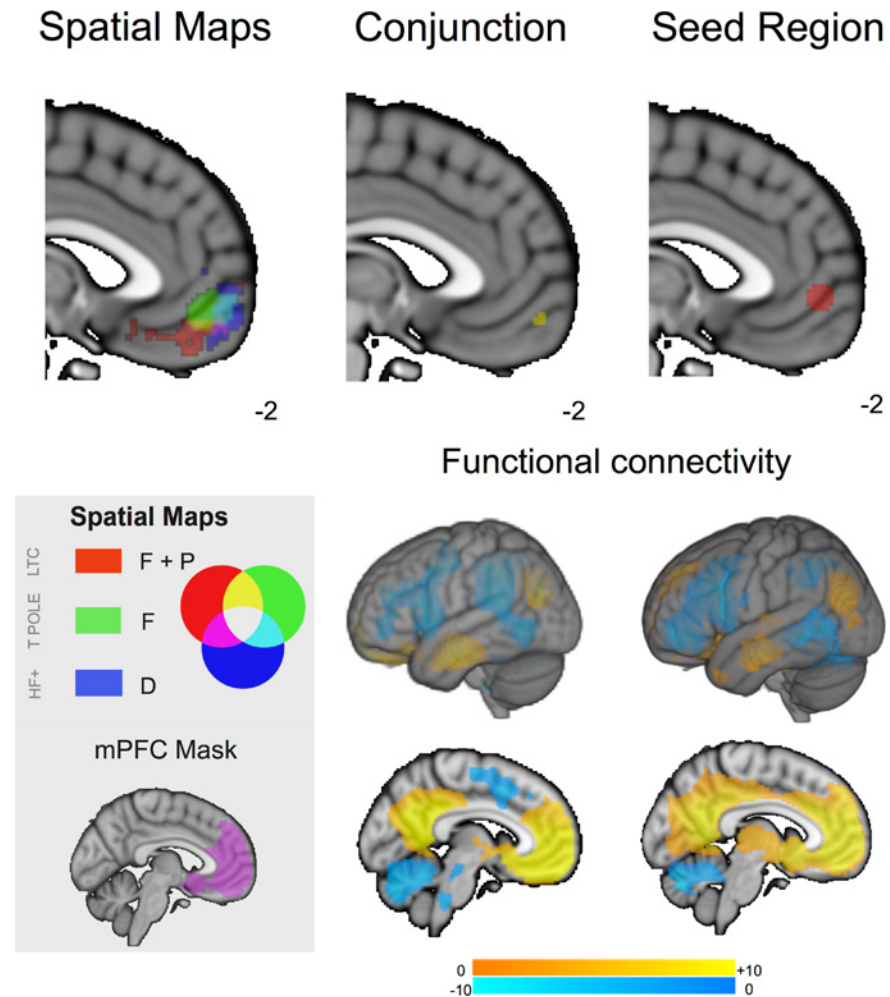 Spatial Maps
Conjunction
Seed Region
-2
-2
-2
Functional connectivity
Spatial Maps
LTC
F + P
T POLE
F
HF+
D
mPFC Mask
0
+10
-10
0